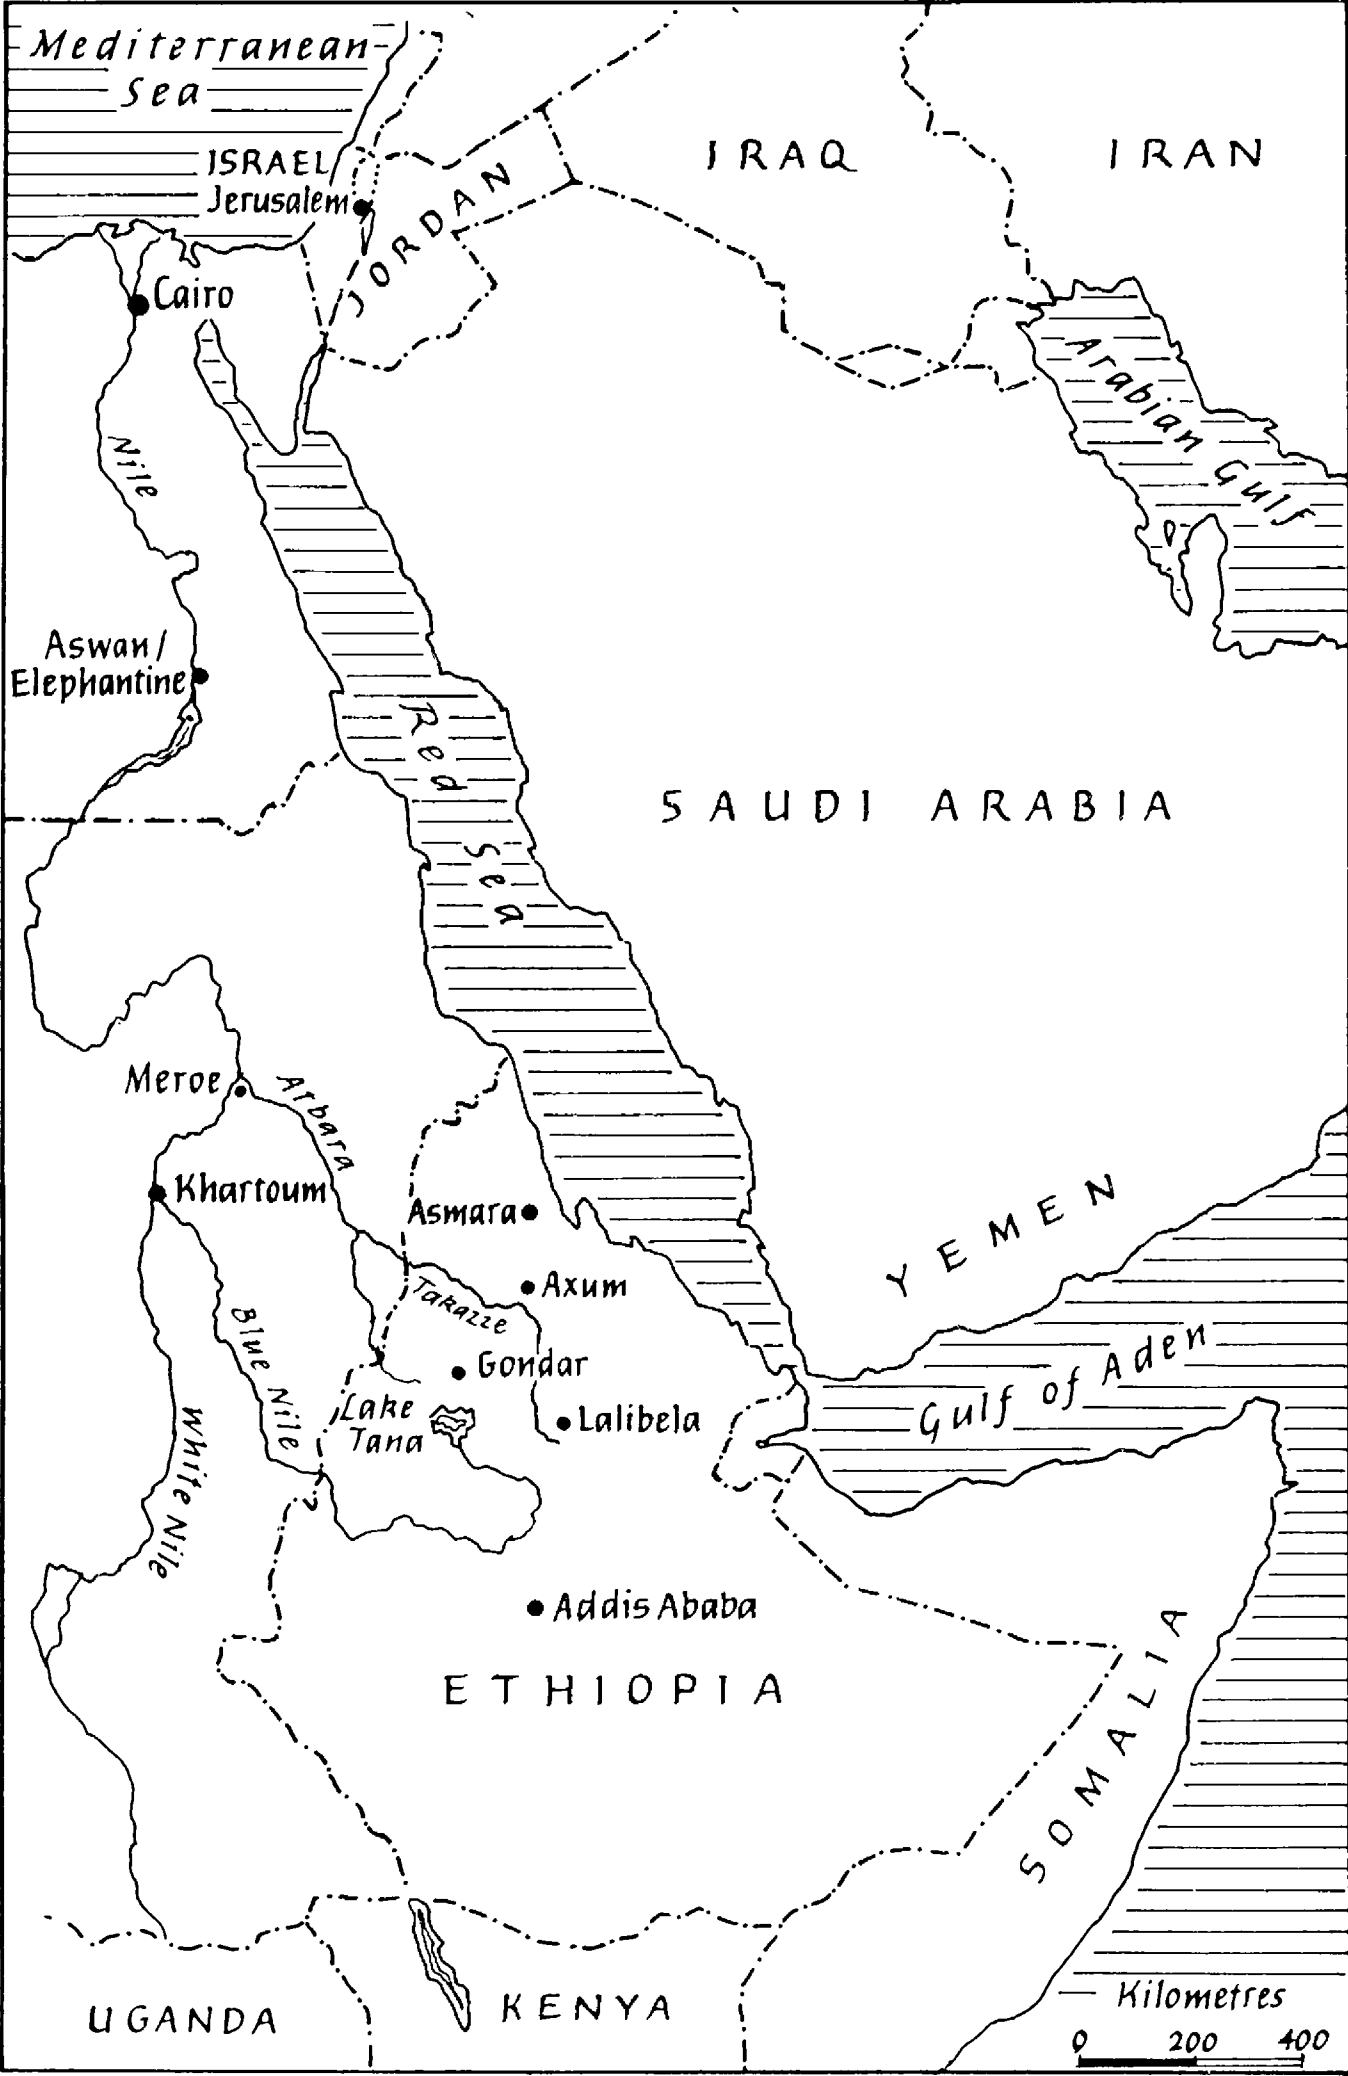 Mediterranean
Sea
ISRAEL
Jerusalem
JORDAN
IRAQ
IRAN
Cairo
Arabian Gulf
Nile
Aswan/
Elephantine
Red Sea
SAUDI ARABIA
Meroe
Atbara
Khartoum
Asmara
YEMEN
Axum
Takazze
Blue Nile
Gondar
Gulf of Aden
Lake
Tana
Lalibela
White Nile
Addis Ababa
ETHIOPIA
SOMALIA
UGANDA
KENYA
Kilometres
0 200 400